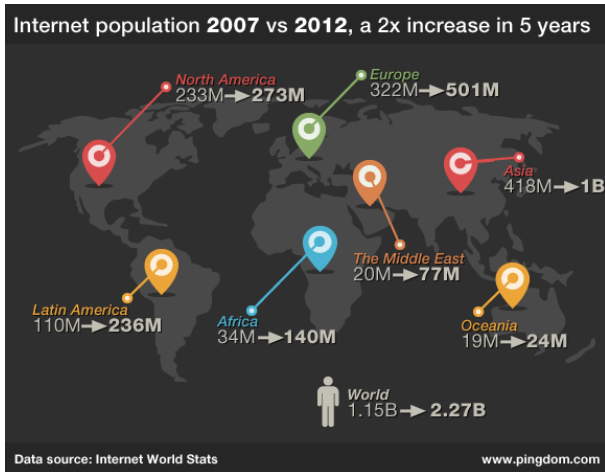 Internet population 2007 vs 2012, a 2x increase in 5 years
North America
233M→273M
Europe
322M→501M
Asia
418M→1B
The Middle East
20M→77M
Latin America
110M→236M
Africa
34M→140M
Oceania
19M→24M
World
1.15B→2.27B
Data source: Internet World Stats
www.pingdom.com